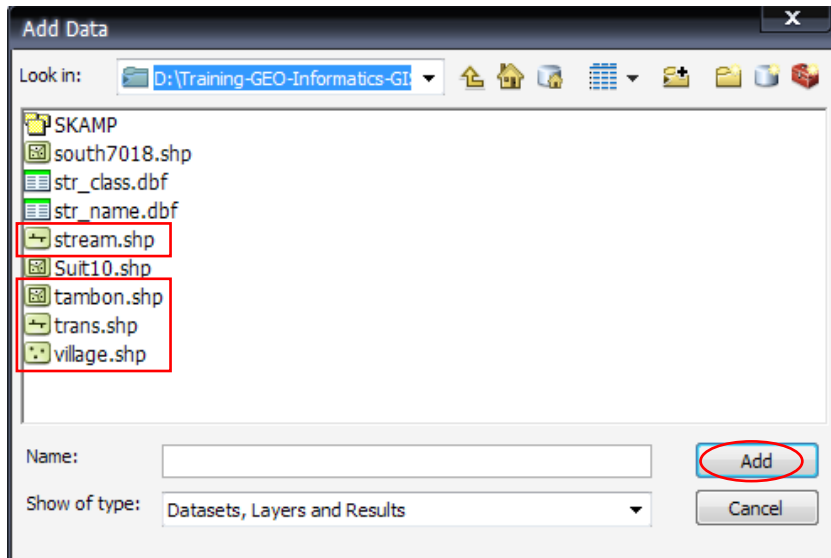 Add Data
x
Look in: D:\Training-GEO-Informatics-GI
SKAMP
south7018.shp
str_class.dbf
str_name.dbf
stream.shp
Suit10.shp
tambon.shp
trans.shp
village.shp
Name:
Add
Show of type: Datasets, Layers and Results
Cancel